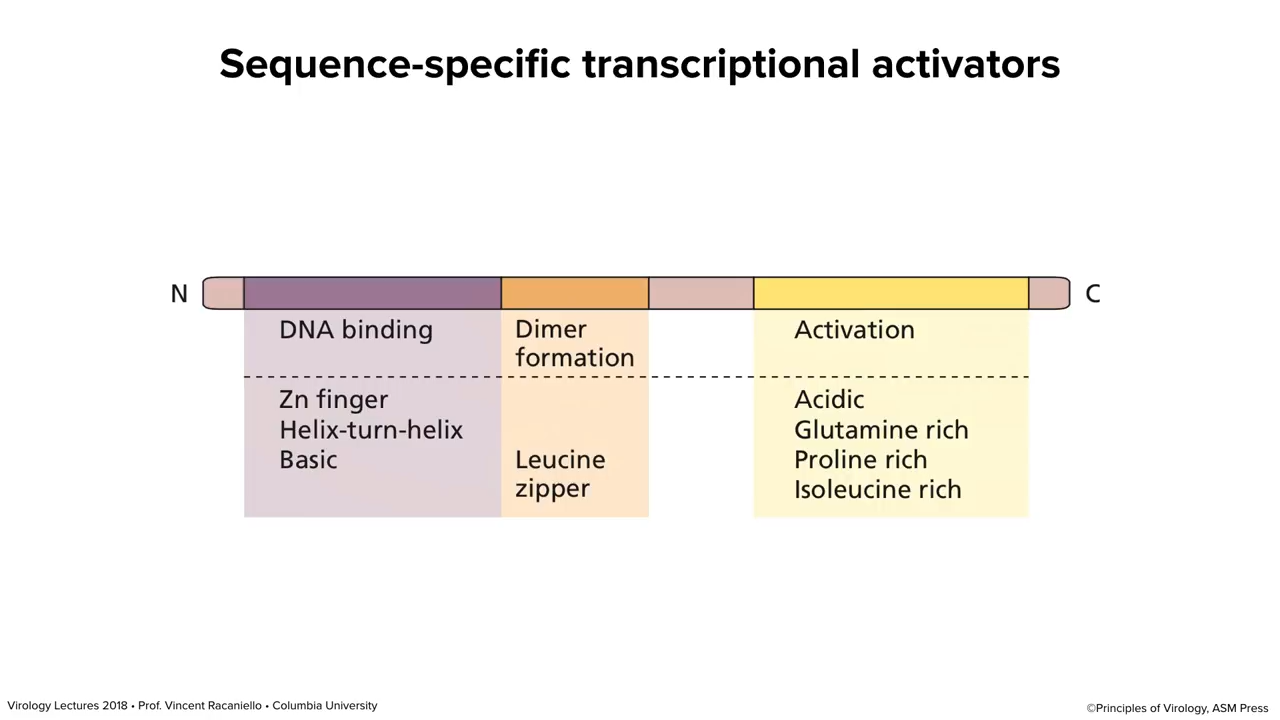 Sequence-specific transcriptional activators
N
C
DNA binding
Dimer
formation
Activation
Zn finger
Helix-turn-helix
Basic
Leucine
zipper
Acidic
Glutamine rich
Proline rich
Isoleucine rich
Virology Lectures 2018 • Prof. Vincent Racaniello • Columbia University
©Principles of Virology, ASM Press